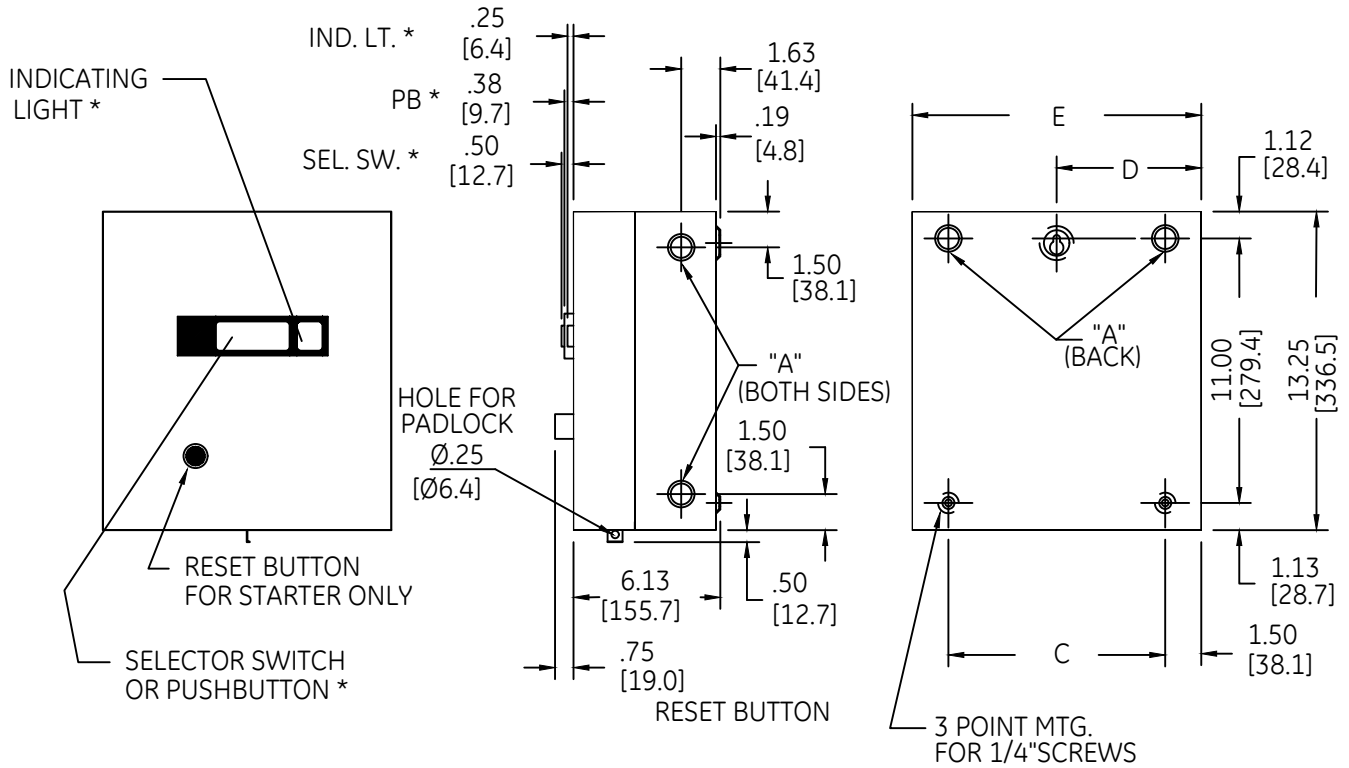 INDICATING
LIGHT *
IND. LT. *
.25
[6.4]
PB *
.38
[9.7]
SEL. SW. *
.50
[12.7]
RESET BUTTON
FOR STARTER ONLY
SELECTOR SWITCH
OR PUSHBUTTON *
1.63
[41.4]
.19
[4.8]
1.50
[38.1]
"A"
(BOTH SIDES)
HOLE FOR
PADLOCK
Ø.25
[Ø6.4]
1.50
[38.1]
6.13
[155.7]
.50
[12.7]
.75
[19.0]
RESET BUTTON
E
D
1.12
[28.4]
"A"
(BACK)
11.00
[279.4]
13.25
[336.5]
1.13
[28.7]
C
1.50
[38.1]
3 POINT MTG.
FOR 1/4"SCREWS